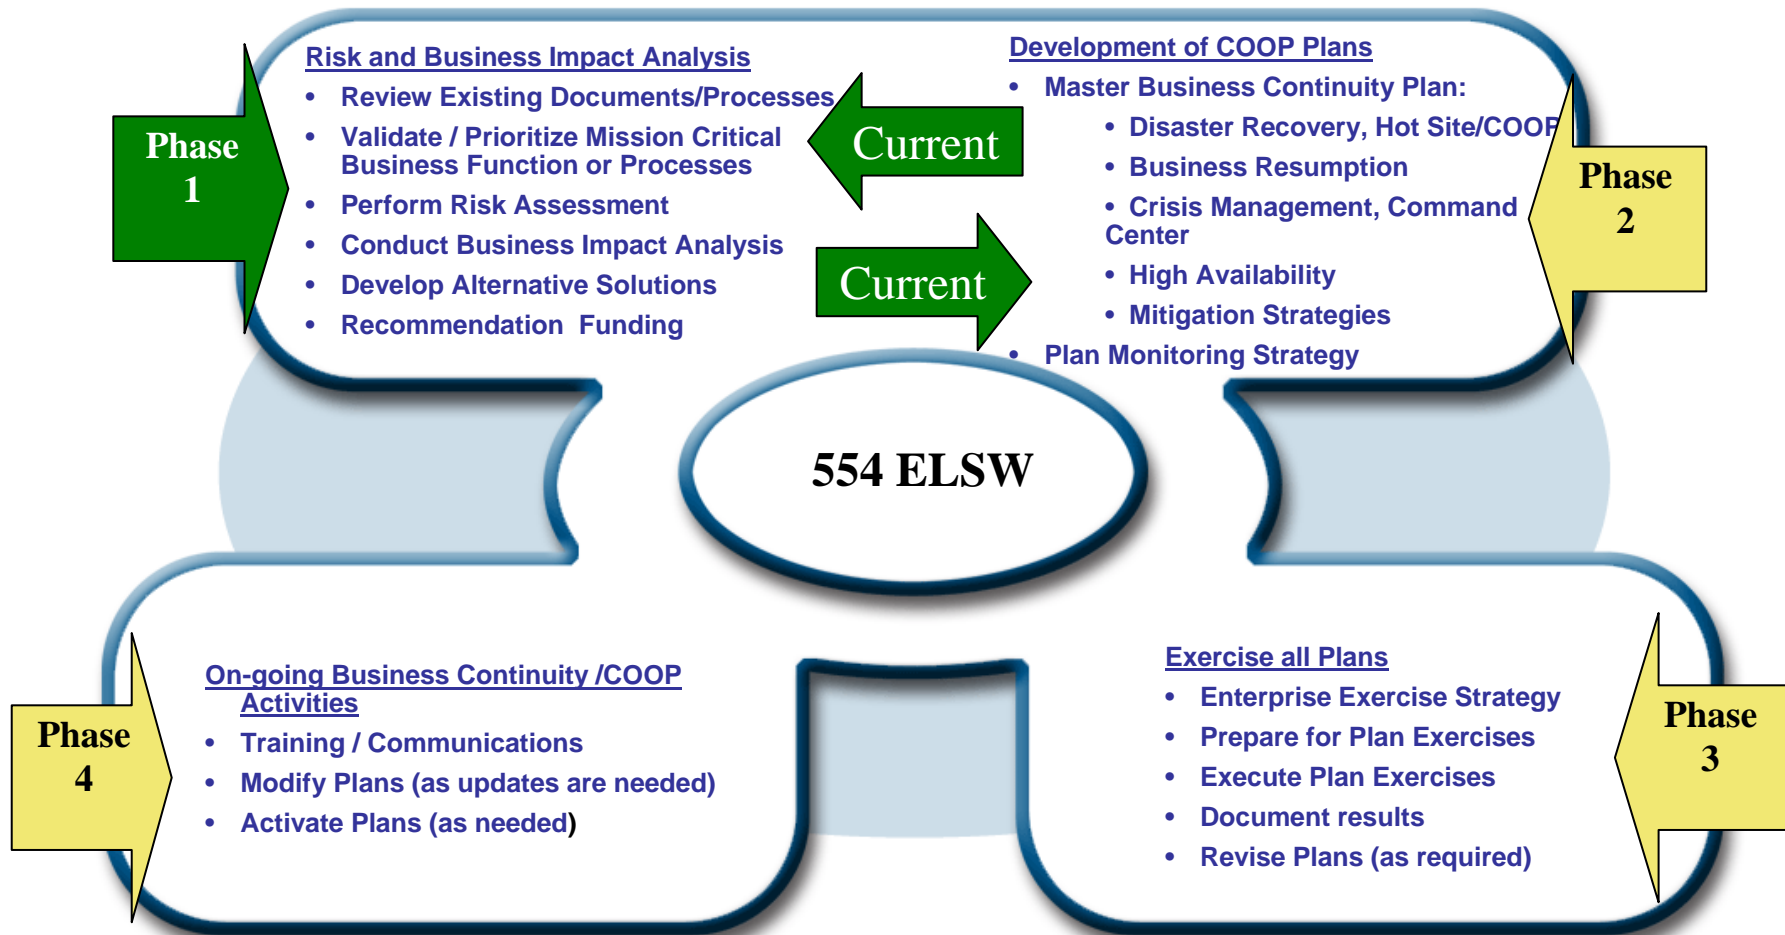 Phase
1
Risk and Business Impact Analysis
• Review Existing Documents/Processes
• Validate / Prioritize Mission Critical
Business Function or Processes
• Perform Risk Assessment
• Conduct Business Impact Analysis
• Develop Alternative Solutions
• Recommendation  Funding
Current
Current
Development of COOP Plans
• Master Business Continuity Plan:
• Disaster Recovery, Hot Site/COOP
• Business Resumption
• Crisis Management, Command
Center
• High Availability
• Mitigation Strategies
• Plan Monitoring Strategy
Phase
2
554 ELSW
Phase
4
On-going Business Continuity /COOP
Activities
• Training / Communications
• Modify Plans (as updates are needed)
• Activate Plans (as needed)
Exercise all Plans
• Enterprise Exercise Strategy
• Prepare for Plan Exercises
• Execute Plan Exercises
• Document results
• Revise Plans (as required)
Phase
3